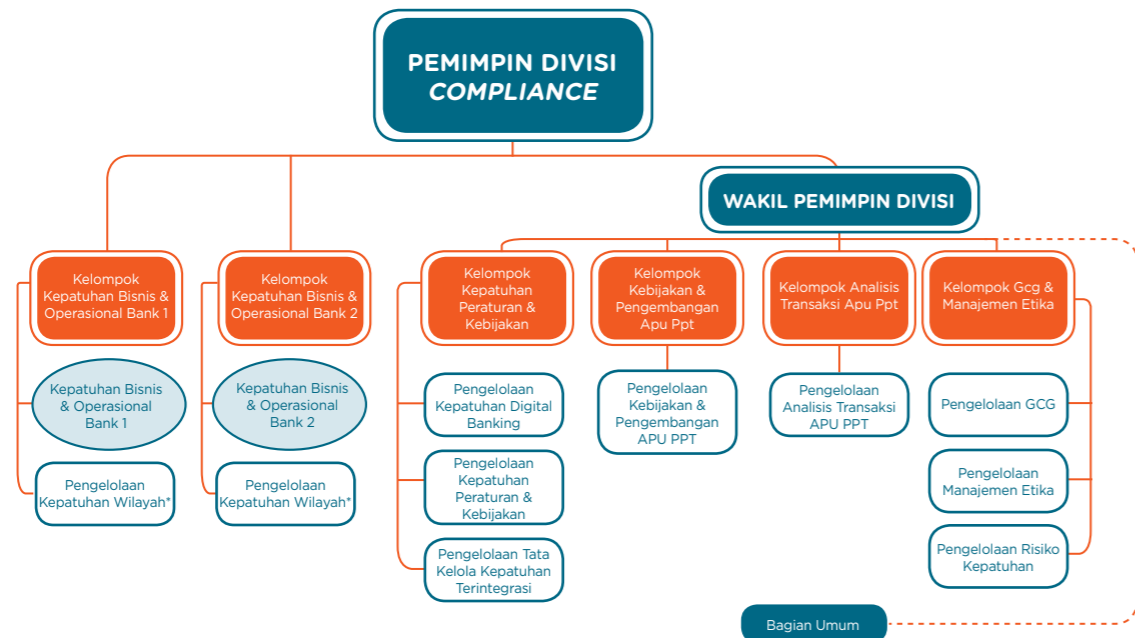 PEMIMPIN DIVISI
COMPLIANCE
WAKIL PEMIMPIN DIVISI
Kelompok
Kepatuhan Bisnis &
Operasional Bank 1
Kelompok
Kepatuhan Bisnis &
Operasional Bank 2
Kelompok
Kepatuhan
Peraturan &
Kebijakan
Kelompok
Kebijakan &
Pengembangan
Apu Ppt
Kelompok Analisis
Transaksi Apu Ppt
Kelompok Gcg &
Manajemen Etika
Kepatuhan Bisnis
& Operasional
Bank 1
Kepatuhan Bisnis
& Operasional
Bank 2
Pengelolaan
Kepatuhan Digital
Banking
Pengelolaan
Kebijakan &
Pengembangan
APU PPT
Pengelolaan
Analisis Transaksi
APU PPT
Pengelolaan GCG
Pengelolaan
Kepatuhan Wilayah*
Pengelolaan
Kepatuhan Wilayah*
Pengelolaan
Kepatuhan
Peraturan &
Kebijakan
Pengelolaan
Manajemen Etika
Pengelolaan Tata
Kelola Kepatuhan
Terintegrasi
Pengelolaan Risiko
Kepatuhan
Bagian Umum